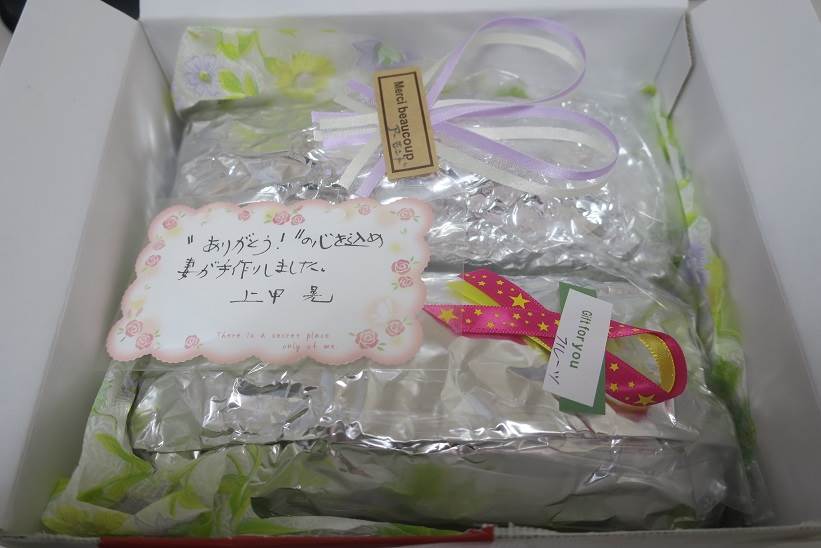 Merci beaucoup
"ありがとう!"の心を込め
妻が手作りしました。
上甲 晃
There is a secret place
only of me
Gift for you
フルーツ